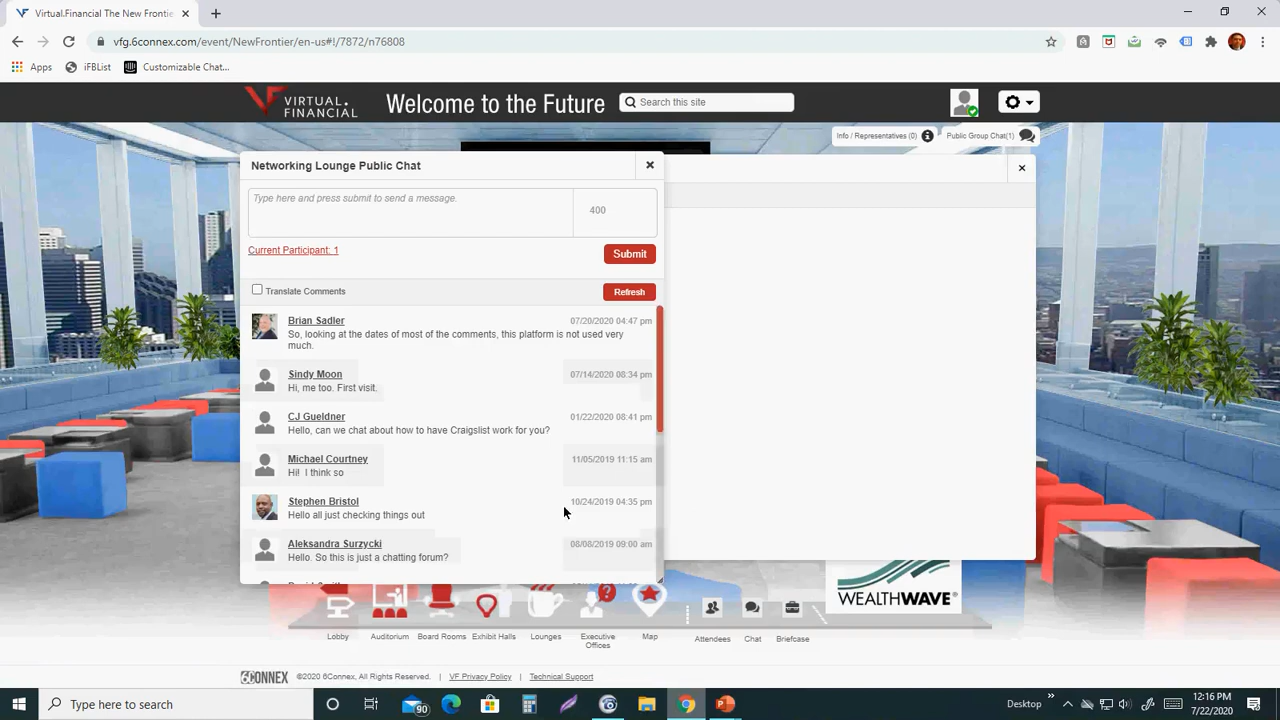 Virtual.Financial The New Frontie
vfg.6connex.com/event/NewFrontier/en-us#!/7872/n76808
Apps
iFBList
Customizable Chat...
VIRTUAL.
FINANCIAL
Welcome to the Future
Search this site
Info / Representatives (0)
Public Group Chat(1)
Networking Lounge Public Chat
Type here and press submit to send a message.
400
Current Participant: 1
Submit
Translate Comments
Refresh
Brian Sadler
07/20/2020 04:47 pm
So, looking at the dates of most of the comments, this platform is not used very
much.
Sindy Moon
07/14/2020 08:34 pm
Hi, me too. First visit.
CJ Gueldner
01/22/2020 08:41 pm
Hello, can we chat about how to have Craigslist work for you?
Michael Courtney
11/05/2019 11:15 am
Hi! I think so
Stephen Bristol
10/24/2019 04:35 pm
Hello all just checking things out
Aleksandra Surzycki
08/08/2019 09:00 am
Hello. So this is just a chatting forum?
WEALTHWAVE®
Lobby
Auditorium
Board Rooms
Exhibit Halls
Lounges
Executive
Offices
Map
Attendees
Chat
Briefcase
6CONNEX
©2020 6Connex, All Rights Reserved.
|
VF Privacy Policy
|
Technical Support
Type here to search
90
Desktop
12:16 PM
7/22/2020